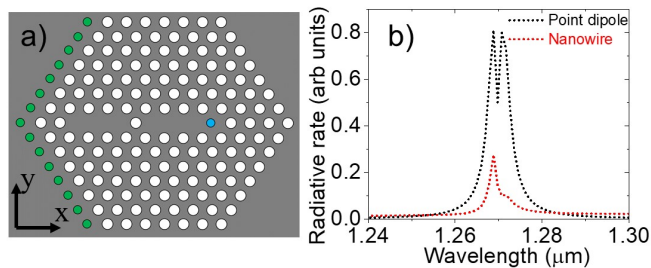 a)
y
x
b)
Point dipole
Nanowire
Radiative rate (arb units)
0.8
0.6
0.4
0.2
0.0
1.24
1.26
1.28
1.30
Wavelength (μm)